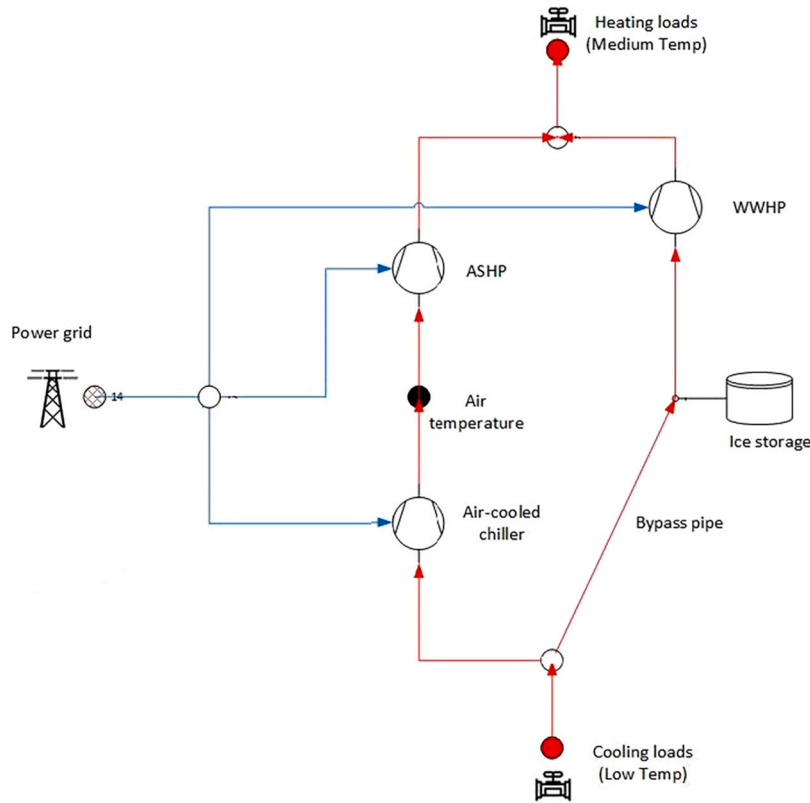 Heating loads
(Medium Temp)
WWHP
ASHP
Power grid
14
Air
temperature
Ice storage
Air-cooled
chiller
Bypass pipe
Cooling loads
(Low Temp)